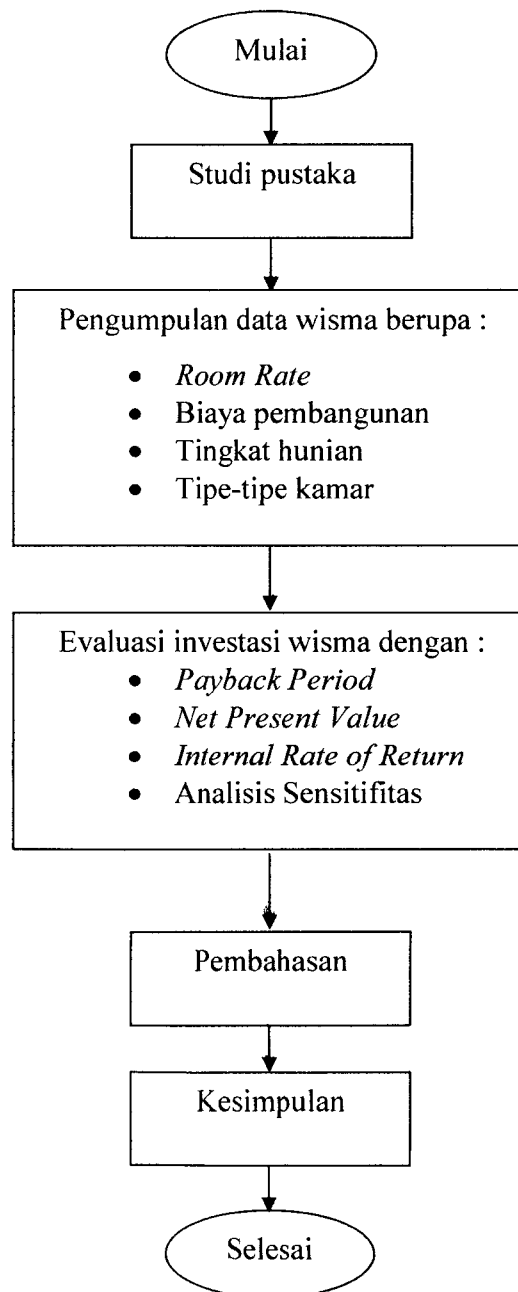 Mulai
Studi pustaka
Pengumpulan data wisma berupa :
• Room Rate
• Biaya pembangunan
• Tingkat hunian
• Tipe-tipe kamar
Evaluasi investasi wisma dengan :
• Payback Period
• Net Present Value
• Internal Rate of Return
• Analisis Sensitifitas
Pembahasan
Kesimpulan
Selesai